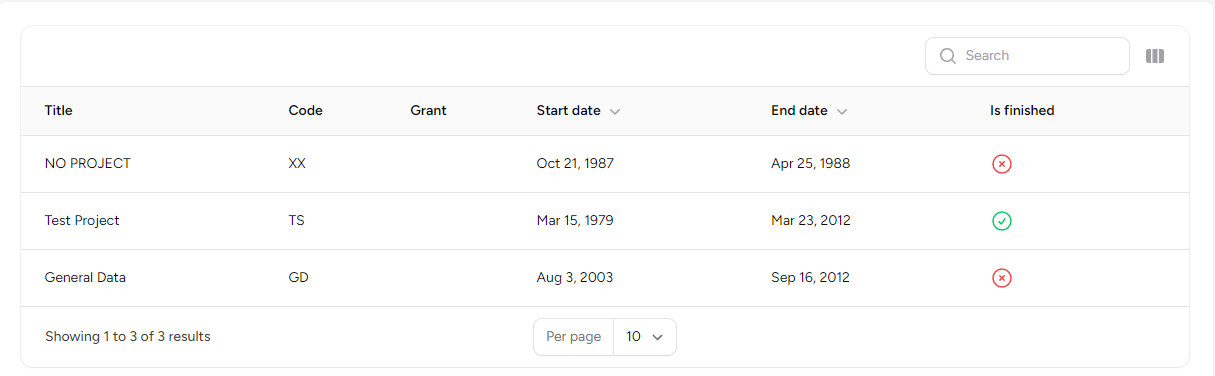 Search
Title Code Grant Start date End date Is finished
NO PROJECT XX Oct 21, 1987 Apr 25, 1988
Test Project TS Mar 15, 1979 Mar 23, 2012
General Data GD Aug 3, 2003 Sep 16, 2012
Showing 1 to 3 of 3 results Per page 10